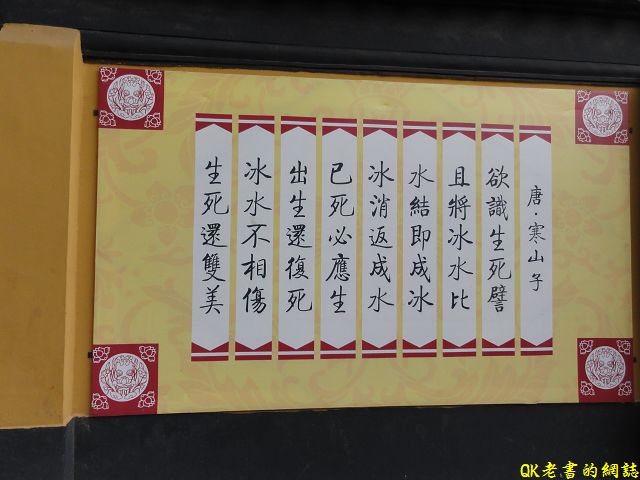 唐·寒山子
欲識生死譬
且將冰水比
水結即成冰
冰消返成水
已死必應生
出生還復死
冰水不相傷
生死還雙美
QK老書的網誌